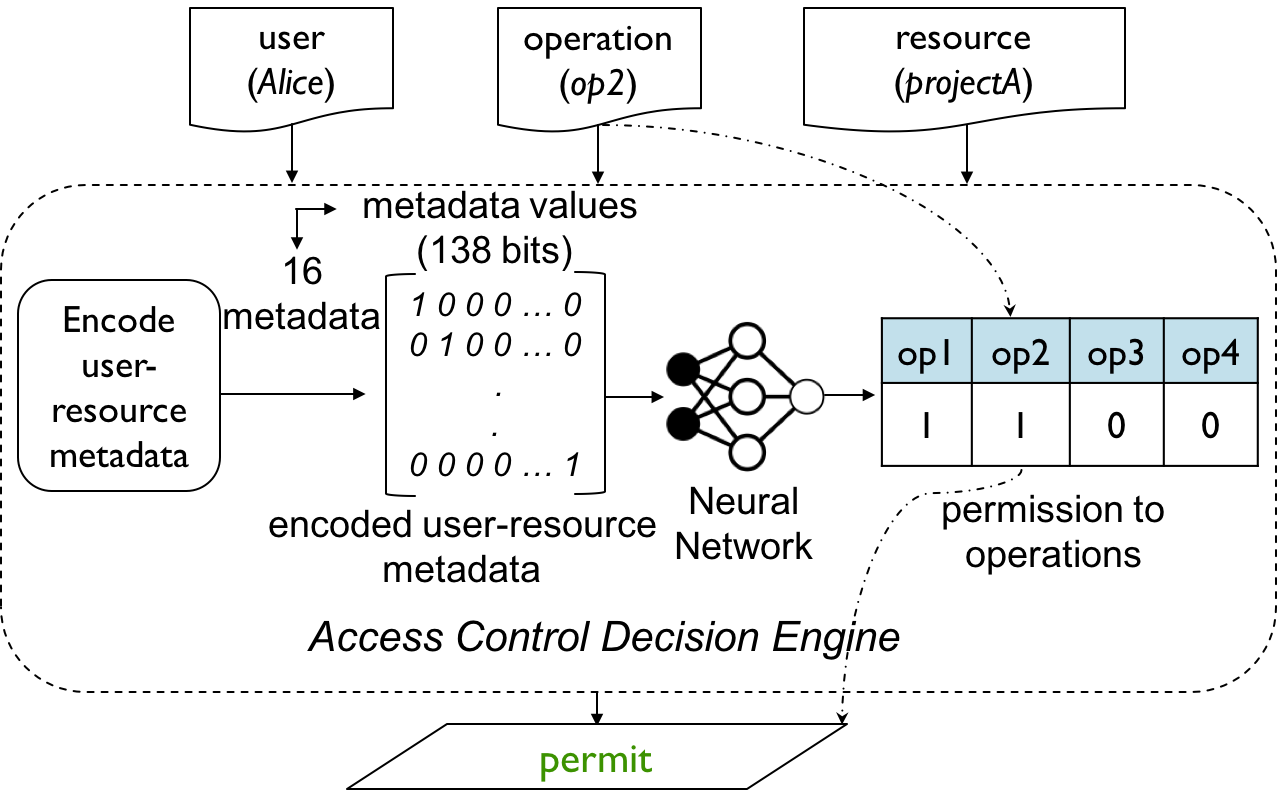 user
(Alice)
operation
(op2)
resource
(projectA)
metadata values
(138 bits)
16
metadata
Encode
user-
resource
metadata
1 0 0 0 ... 0
0 1 0 0 ... 0
.
.
0 0 0 0 ... 1
encoded user-resource
metadata
Neural
Network
op1 op2 op3 op4
1 1 0 0
permission to
operations
Access Control Decision Engine
permit